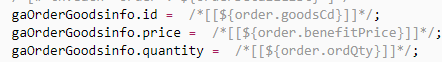 gaOrderGoodsinfo.id =  /*[[${order.goodsCd}]]*/;
gaOrderGoodsinfo.price =  /*[[${order.benefitPrice}]]*/;
gaOrderGoodsinfo.quantity =  /*[[${order.ordQty}]]*/;